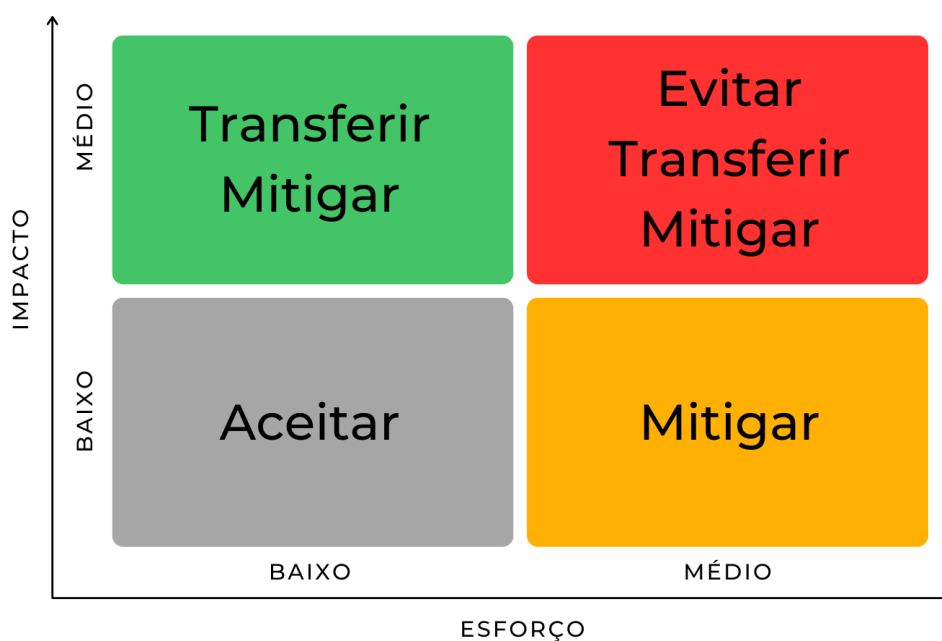 IMPACTO
MÉDIO
Transferir
Mitigar
Evitar
Transferir
Mitigar
BAIXO
Aceitar
Mitigar
BAIXO
MÉDIO
ESFORÇO